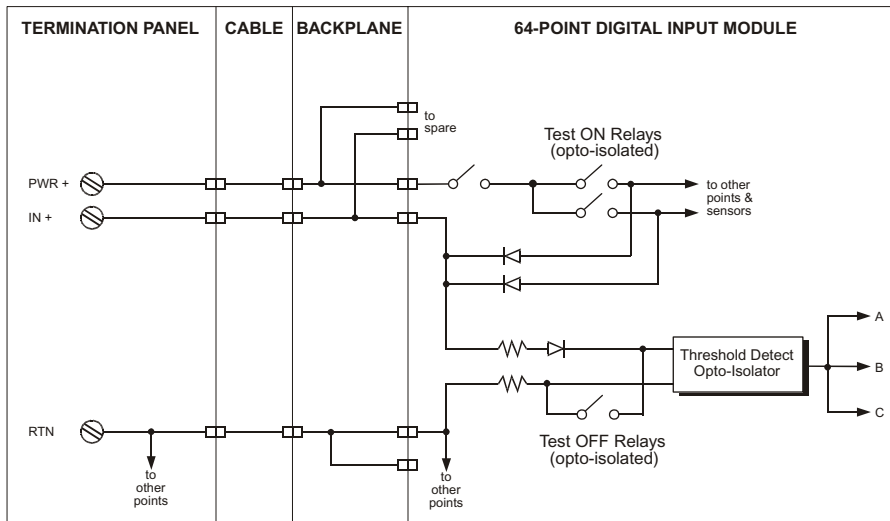 TERMINATION PANEL
CABLE
BACKPLANE
64-POINT DIGITAL INPUT MODULE
to
spare
Test ON Relays
(opto-isolated)
PWR +
to other
points &
sensors
IN +
Threshold Detect
Opto-Isolator
A
B
C
RTN
Test OFF Relays
(opto-isolated)
to
other
points
to
other
points